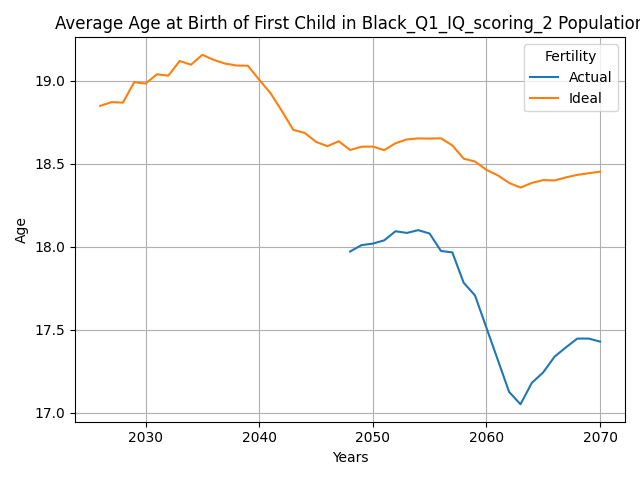 Average Age at Birth of First Child in Black_Q1_IQ_scoring_2 Population
Fertility
Actual
Ideal
19.0
18.5
18.0
17.5
17.0
Age
2030
2040
2050
2060
2070
Years